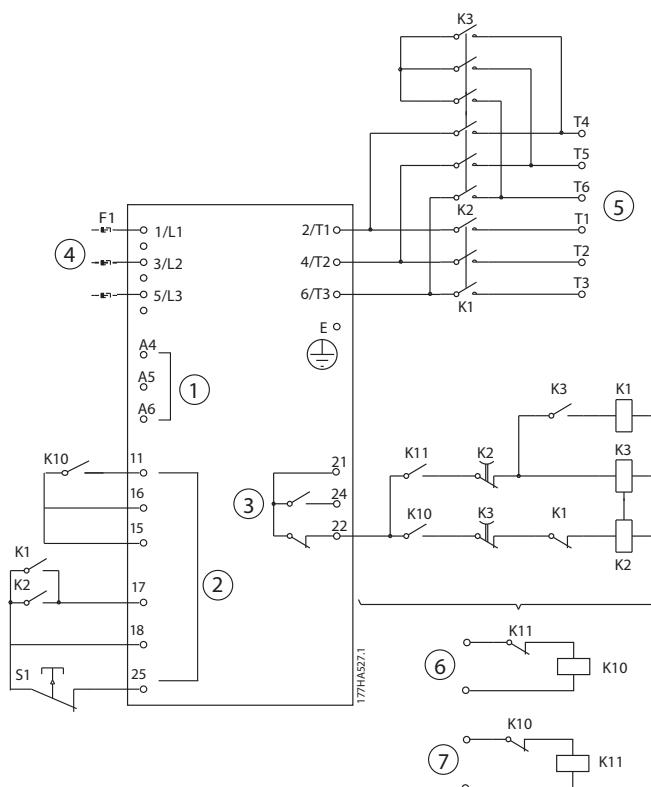 K3
T4
T5
T6
5
F1
K2
1/L1
2/T1
T1
4
3/L2
4/T2
T2
5/L3
6/T3
T3
K1
E
A4
A5
1
A6
K3
K1
K10
11
21
K11
K2
K3
16
3
24
15
22
K10
K3
K1
K2
K1
K2
17
2
18
S1
25
177HA527.1
K11
6
K10
K10
7
K11